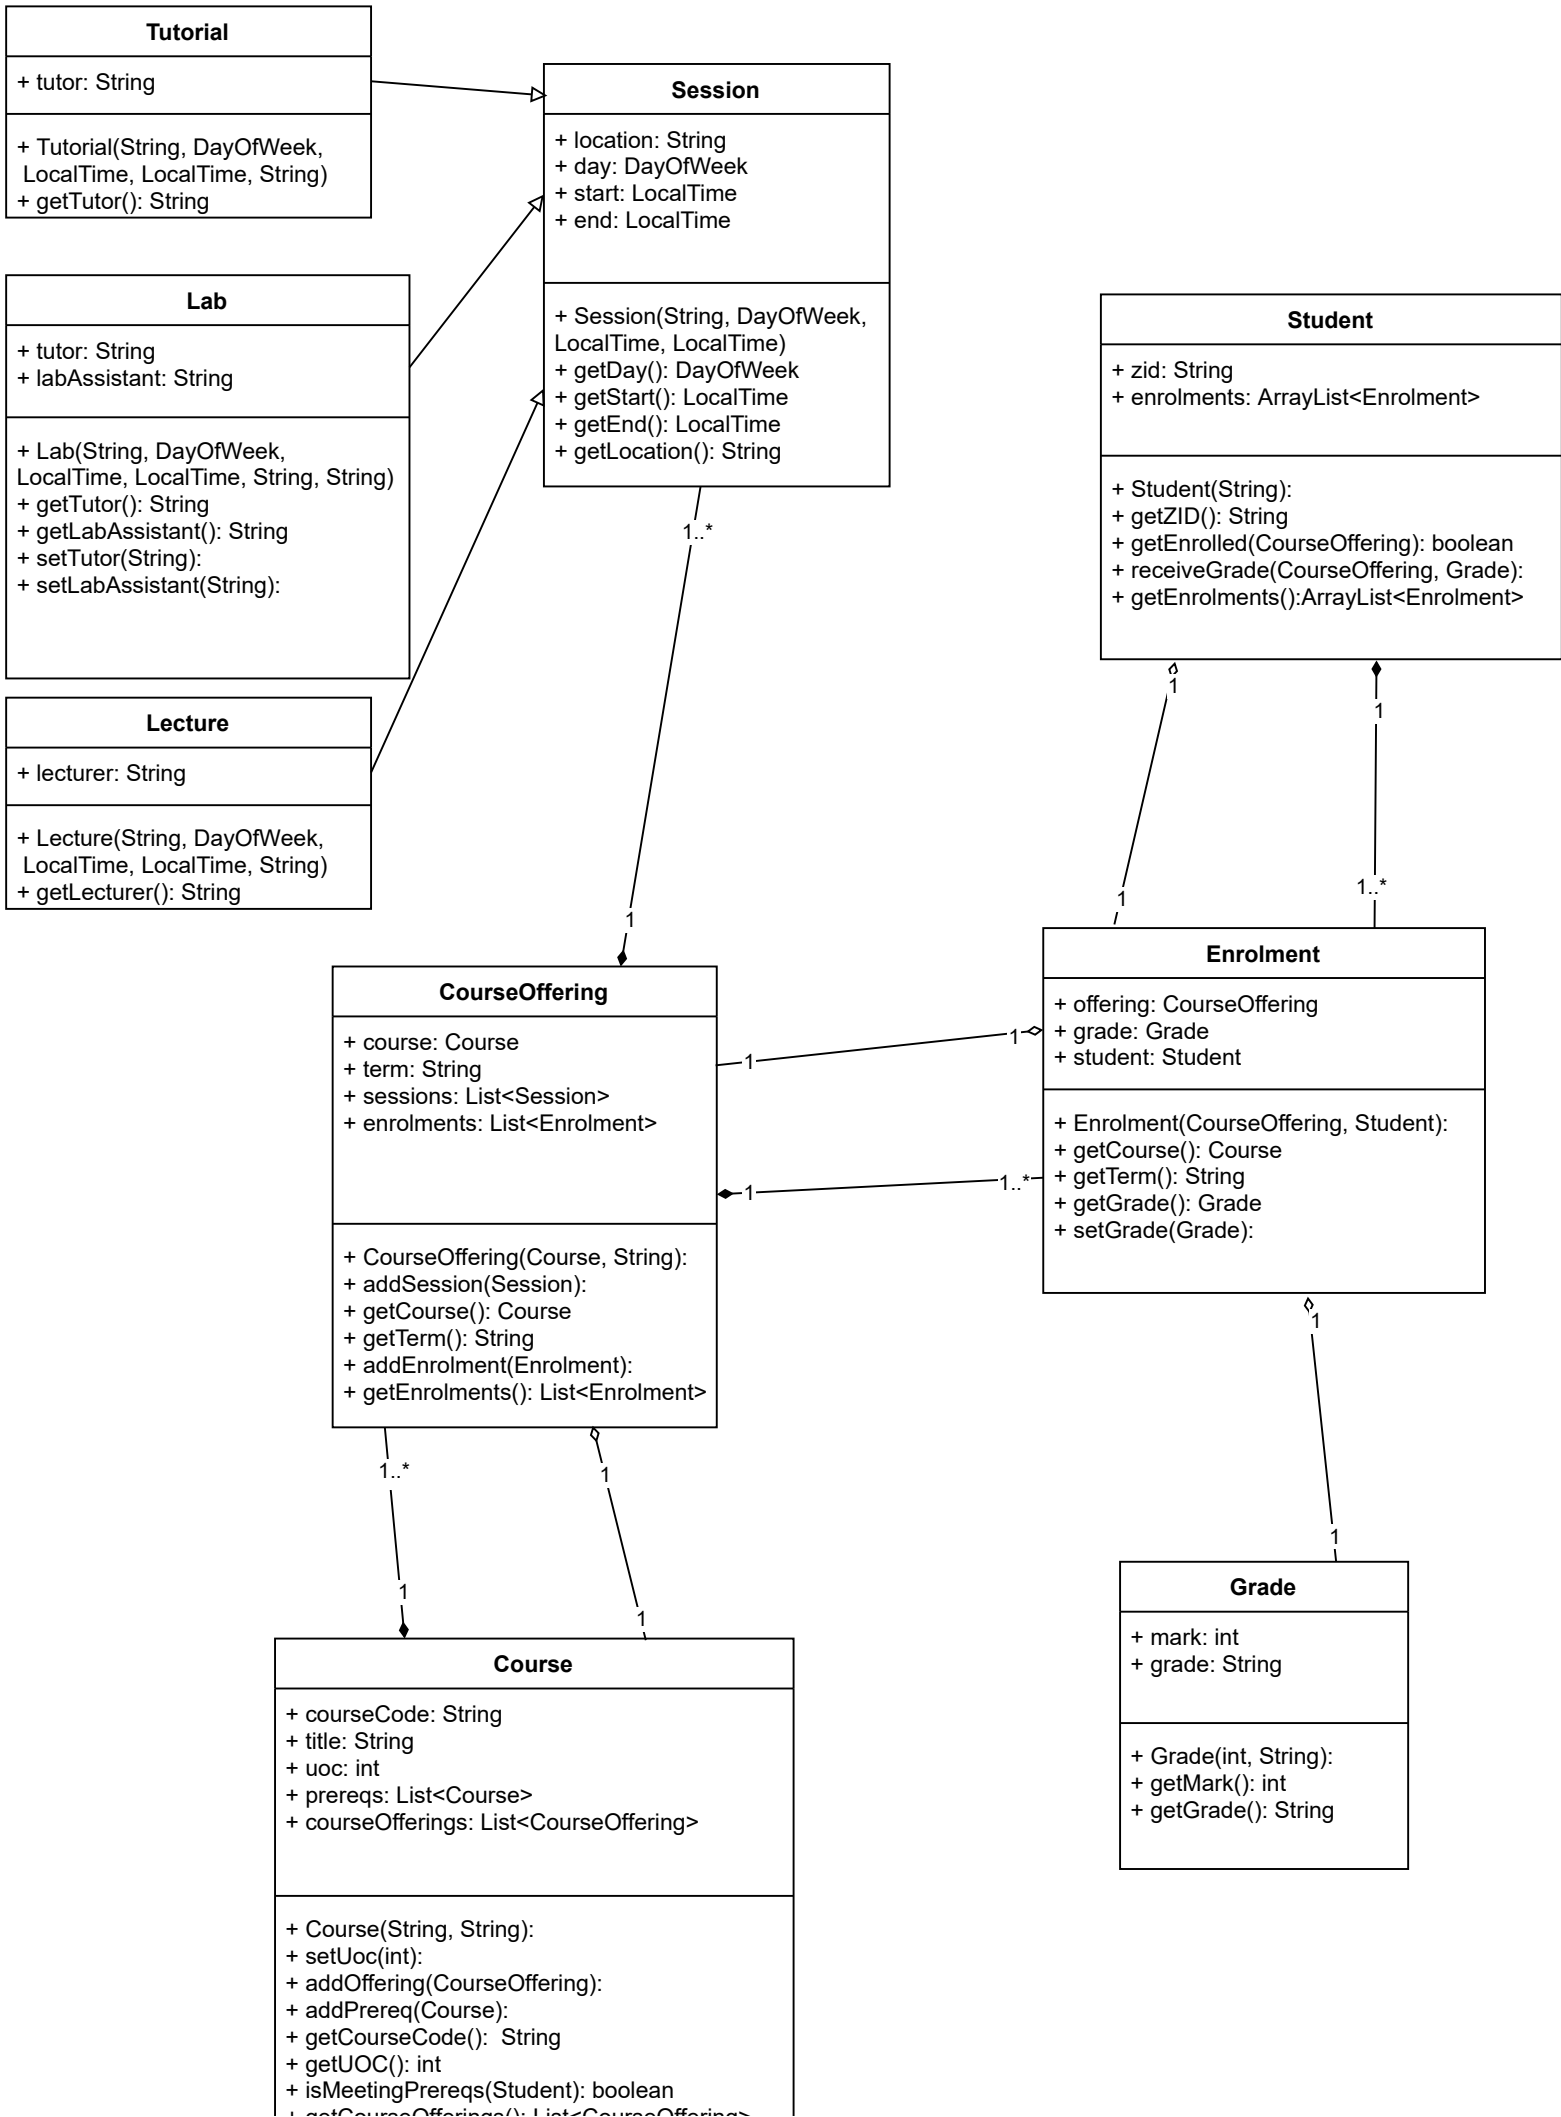 Tutorial
+ tutor: String
+ Tutorial(String, DayOfWeek,
LocalTime, LocalTime, String)
+ getTutor(): String
Session
+ location: String
+ day: DayOfWeek
+ start: LocalTime
+ end: LocalTime
+ Session(String, DayOfWeek,
LocalTime, LocalTime)
+ getDay(): DayOfWeek
+ getStart(): LocalTime
+ getEnd(): LocalTime
+ getLocation(): String
Lab
+ tutor: String
+ labAssistant: String
+ Lab(String, DayOfWeek,
LocalTime, LocalTime, String, String)
+ getTutor(): String
+ getLabAssistant(): String
+ setTutor(String):
+ setLabAssistant(String):
Student
+ zid: String
+ enrolments: ArrayList<Enrolment>
+ Student(String):
+ getZID(): String
+ getEnrolled(CourseOffering): boolean
+ receiveGrade(CourseOffering, Grade):
+ getEnrolments():ArrayList<Enrolment>
1..*
1
1
Lecture
+ lecturer: String
+ Lecture(String, DayOfWeek,
LocalTime, LocalTime, String)
+ getLecturer(): String
1
1
1..*
CourseOffering
+ course: Course
+ term: String
+ sessions: List<Session>
+ enrolments: List<Enrolment>
+ CourseOffering(Course, String):
+ addSession(Session):
+ getCourse(): Course
+ getTerm(): String
+ addEnrolment(Enrolment):
+ getEnrolments(): List<Enrolment>
1
1
1
1..*
Enrolment
+ offering: CourseOffering
+ grade: Grade
+ student: Student
+ Enrolment(CourseOffering, Student):
+ getCourse(): Course
+ getTerm(): String
+ getGrade(): Grade
+ setGrade(Grade):
1
1
1..*
1
1
1
Course
+ courseCode: String
+ title: String
+ uoc: int
+ prereqs: List<Course>
+ courseOfferings: List<CourseOffering>
+ Course(String, String):
+ setUoc(int):
+ addOffering(CourseOffering):
+ addPrereq(Course):
+ getCourseCode():  String
+ getUOC(): int
+ isMeetingPrereqs(Student): boolean
+ getCourseOfferings(): List<CourseOffering>
Grade
+ mark: int
+ grade: String
+ Grade(int, String):
+ getMark(): int
+ getGrade(): String